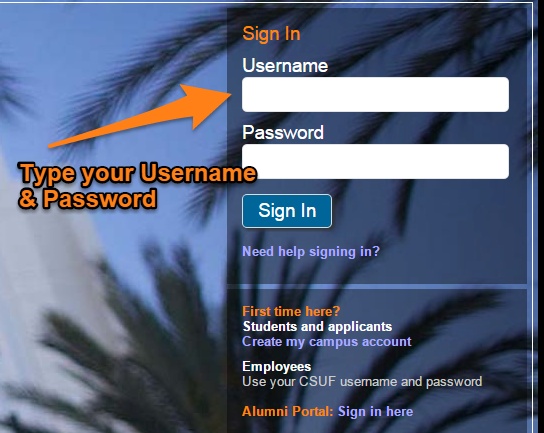 Sign In
Username
Password
Type your Username
& Password
Sign In
Need help signing in?
First time here?
Students and applicants
Create my campus account
Employees
Use your CSUF username and password
Alumni Portal: Sign in here